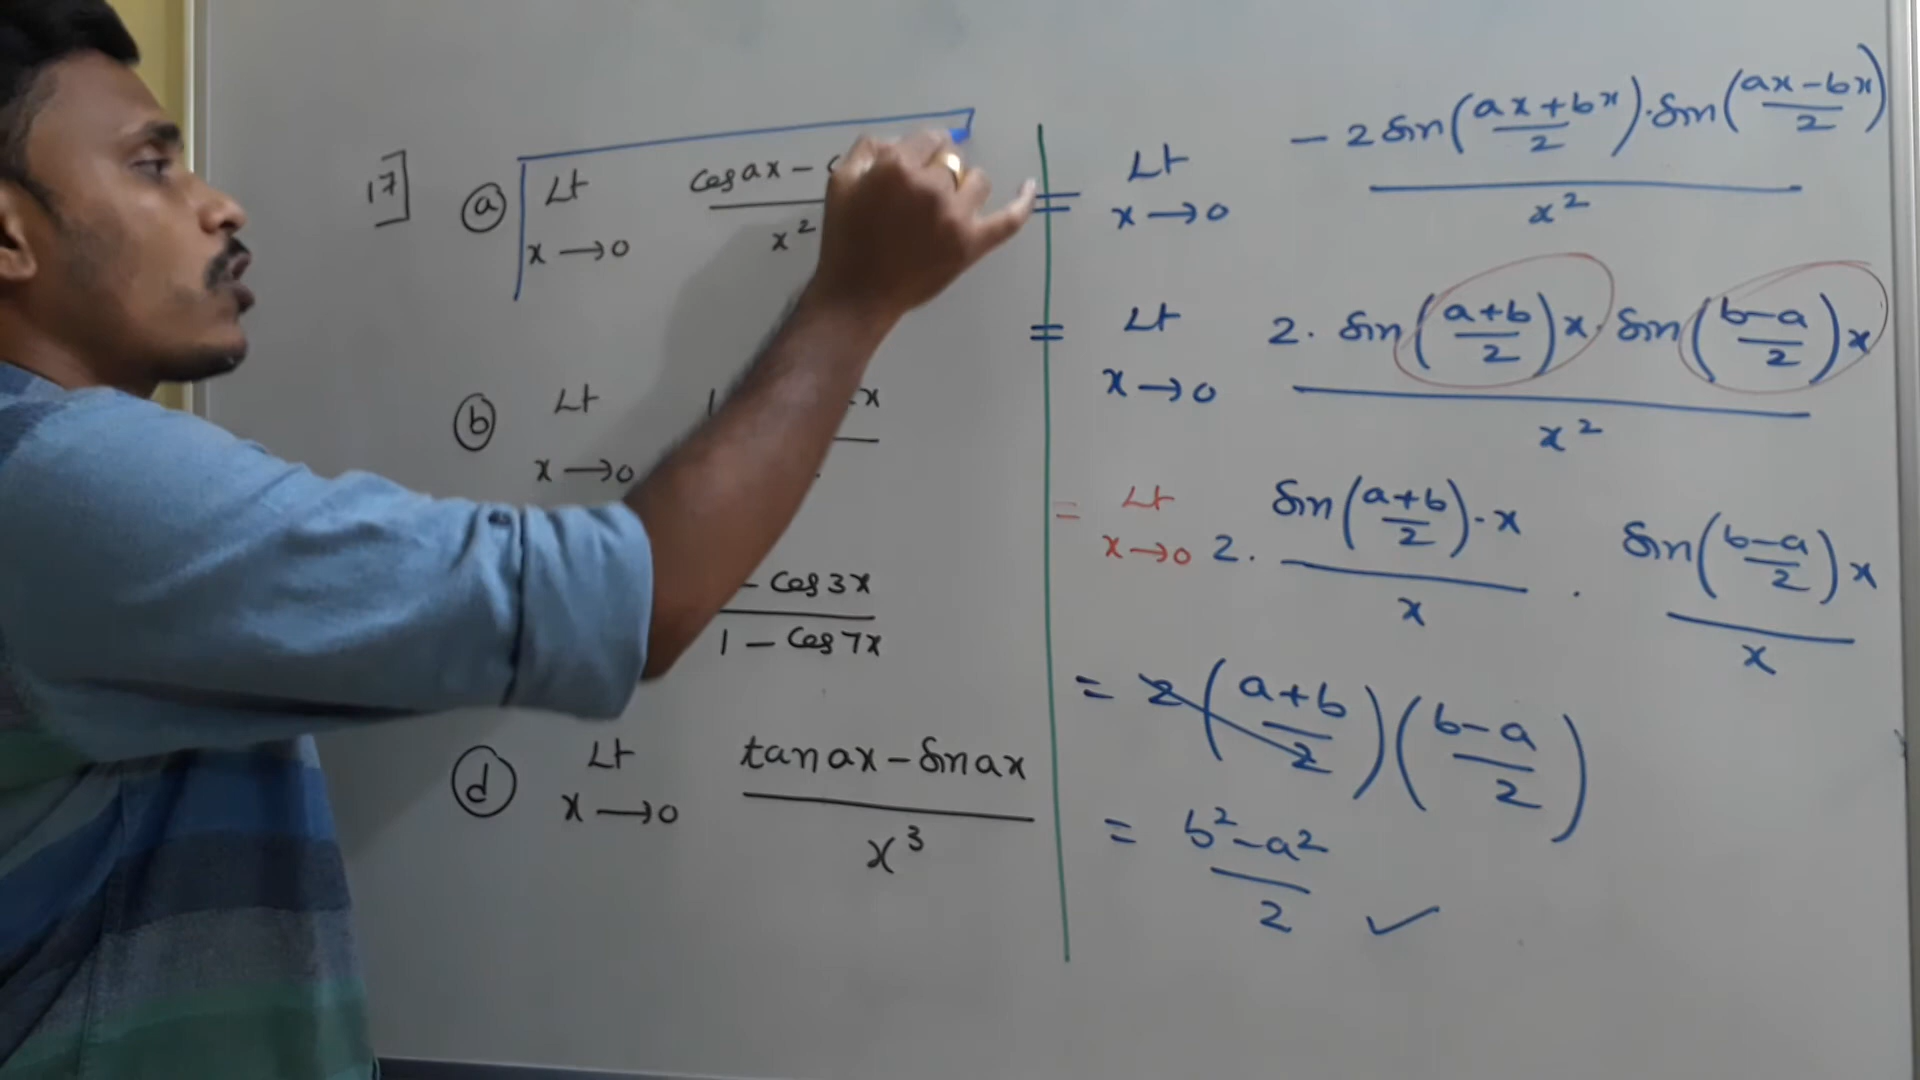 17]
(a) Lt x→0 cos ax − x²
(b) Lt x→0
− cos 3x
1 − cos 7x
(d) Lt x→0 (tan ax − sin ax)/x³
= Lt x→0 (−2 sin((ax+bx)/2) · sin((ax−bx)/2))/x²
= Lt x→0 (2 · sin((a+b)/2)x · sin((b−a)/2)x)/x²
= Lt x→0 2 · (sin((a+b)/2)·x)/x · (sin((b−a)/2)x)/x
= 2((a+b)/2)((b−a)/2)
= (b²−a²)/2 ✓